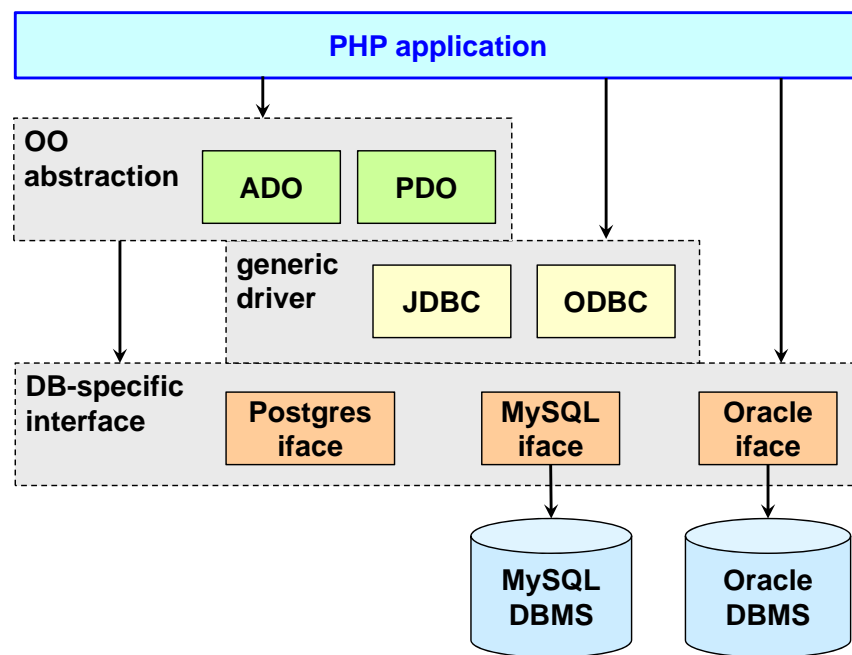 PHP application
OO
abstraction
ADO
PDO
generic
driver
JDBC
ODBC
DB-specific
interface
Postgres
iface
MySQL
iface
Oracle
iface
MySQL
DBMS
Oracle
DBMS